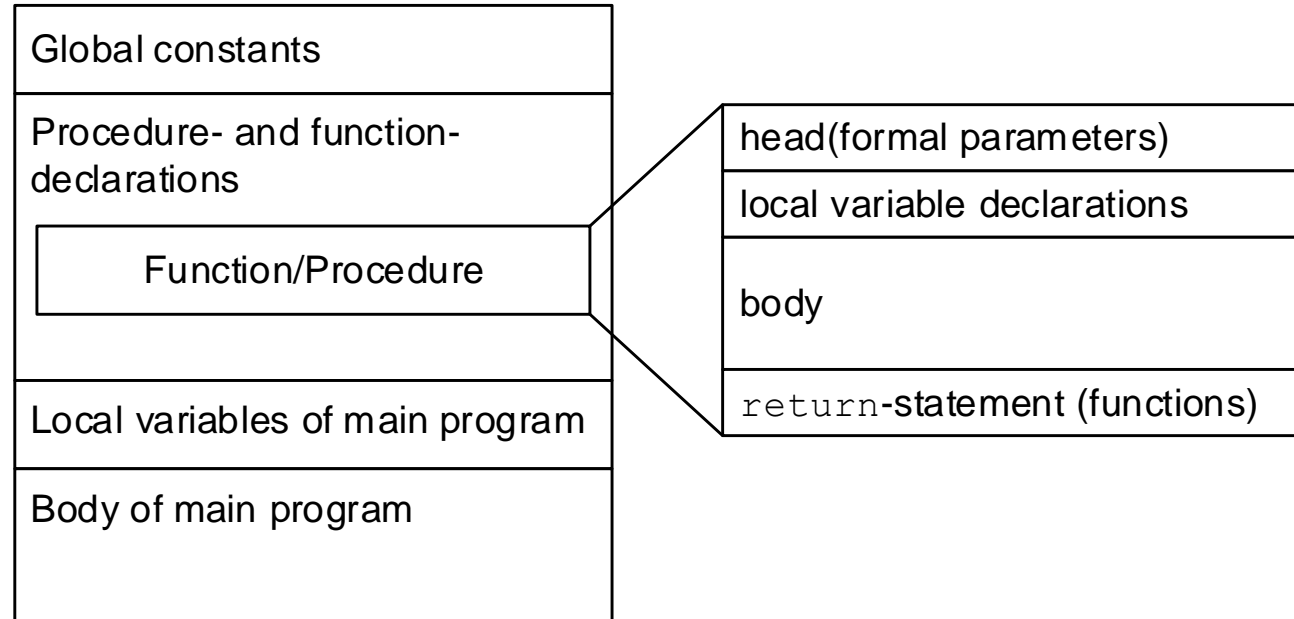 Global constants
Procedure- and function-
declarations
Function/Procedure
Local variables of main program
Body of main program
head(formal parameters)
local variable declarations
body
return-statement (functions)